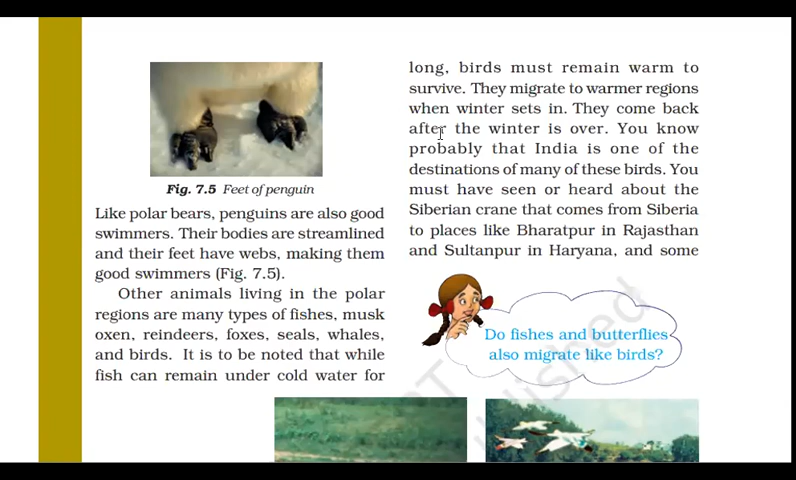 Fig. 7.5 Feet of penguin
Like polar bears, penguins are also good
swimmers. Their bodies are streamlined
and their feet have webs, making them
good swimmers (Fig. 7.5).
Other animals living in the polar
regions are many types of fishes, musk
oxen, reindeers, foxes, seals, whales,
and birds. It is to be noted that while
fish can remain under cold water for
long, birds must remain warm to
survive. They migrate to warmer regions
when winter sets in. They come back
after the winter is over. You know
probably that India is one of the
destinations of many of these birds. You
must have seen or heard about the
Siberian crane that comes from Siberia
to places like Bharatpur in Rajasthan
and Sultanpur in Haryana, and some
Do fishes and butterflies
also migrate like birds?